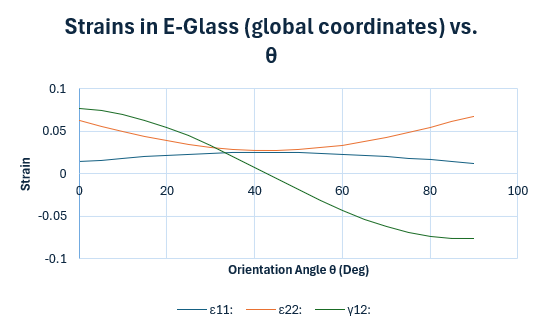 Strains in E-Glass (global coordinates) vs.
θ
0.1
0.05
0
-0.05
-0.1
0 20 40 60 80 100
Strain
Orientation Angle θ (Deg)
ε11: ε22: γ12: